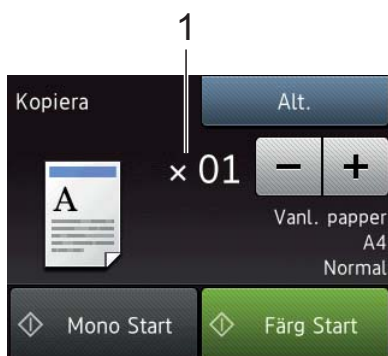 1
Kopiera
Alt.
A
× 01 − +
Vanl. papper
A4
Normal
Mono Start
Färg Start